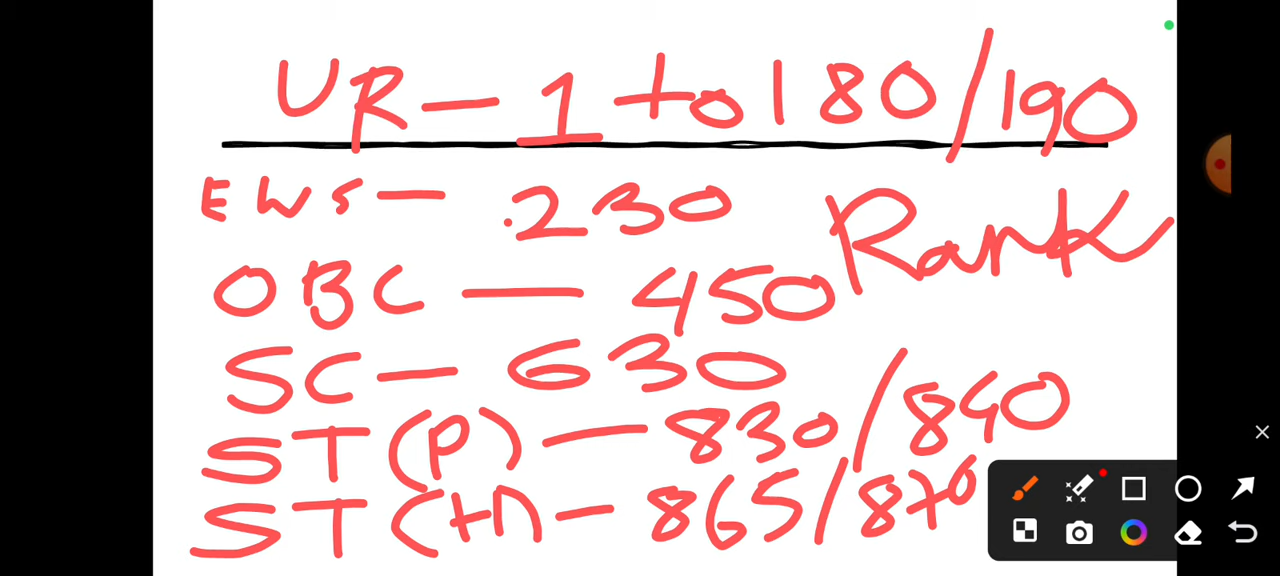 UR - 1 to 180/190
EWS - 230
Rank
OBC - 450
SC - 630
ST(P) - 830/840
ST(H) - 865/870